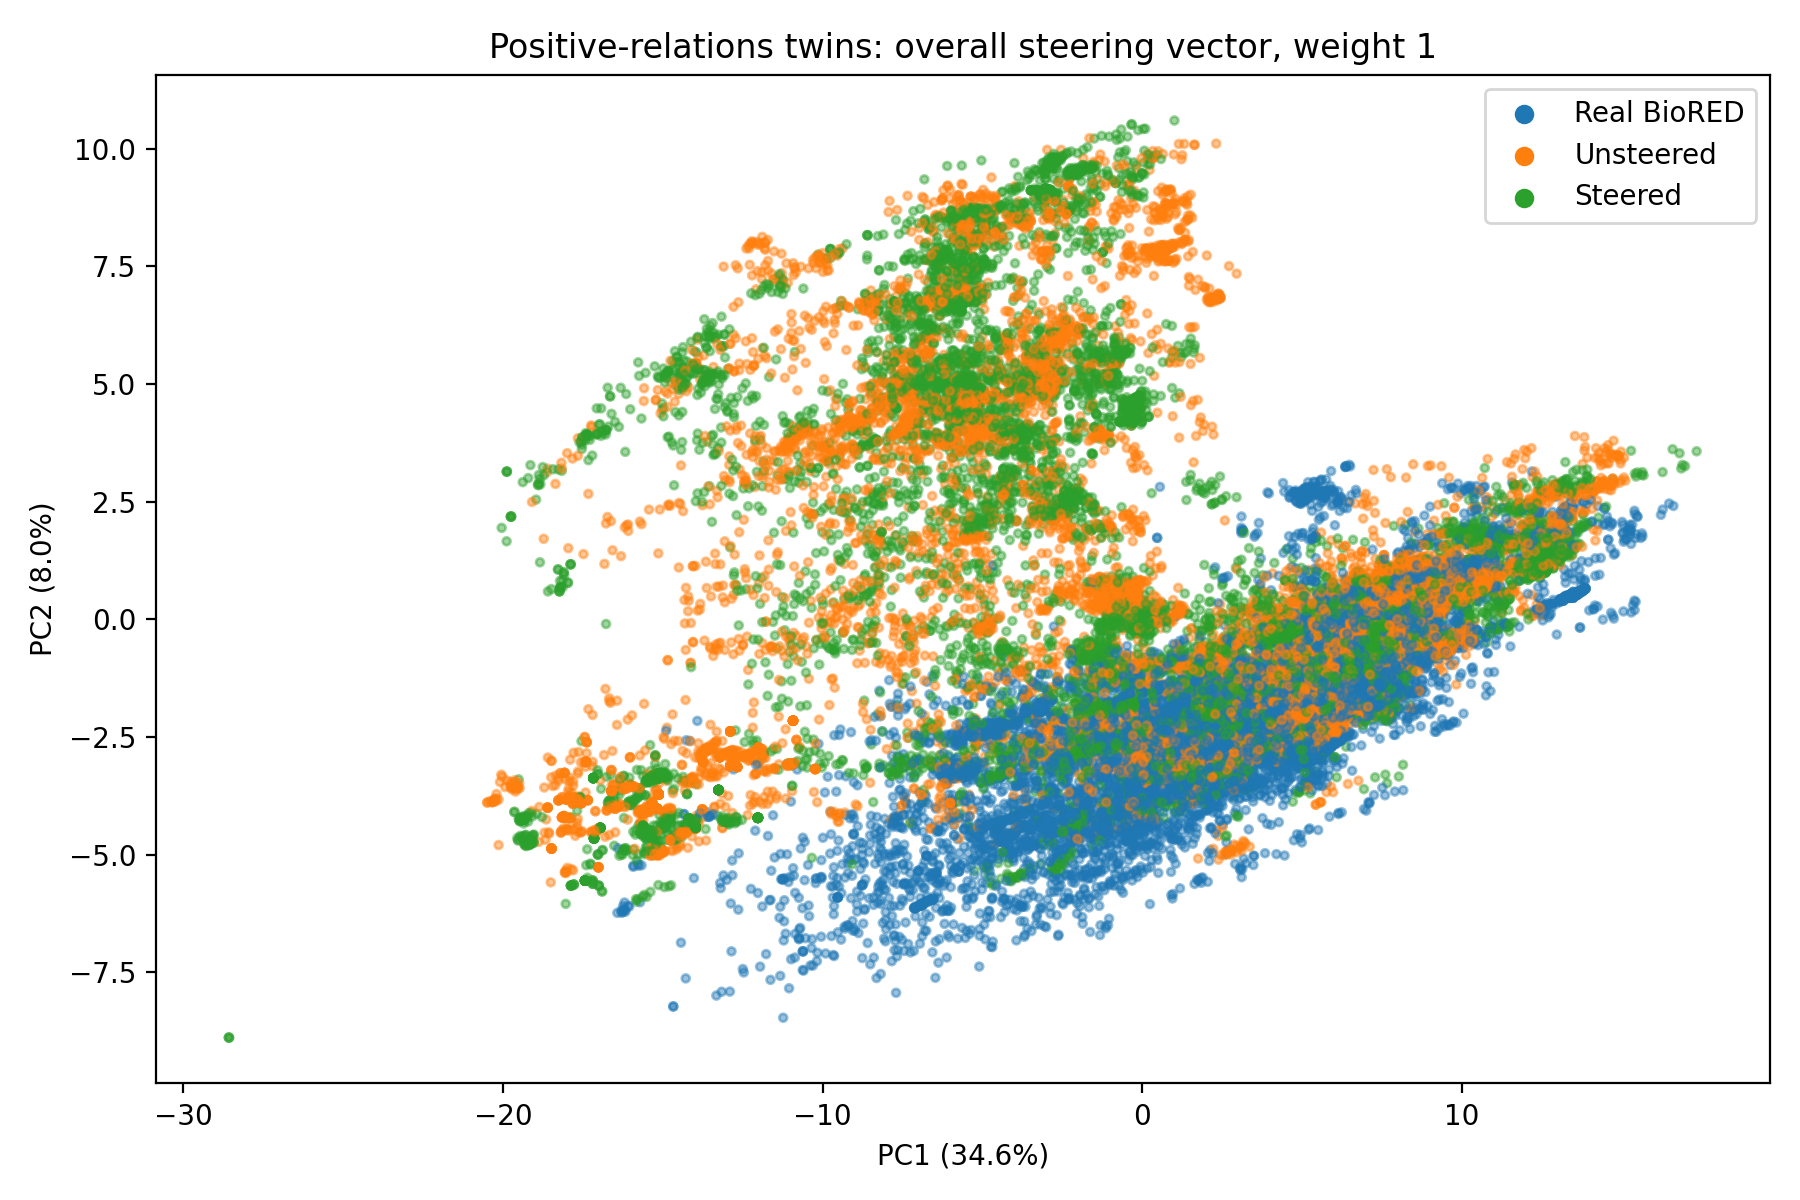 Positive-relations twins: overall steering vector, weight 1
Real BioRED
Unsteered
Steered
10.0
7.5
5.0
2.5
0.0
−2.5
−5.0
−7.5
PC2 (8.0%)
−30
−20
−10
0
10
PC1 (34.6%)